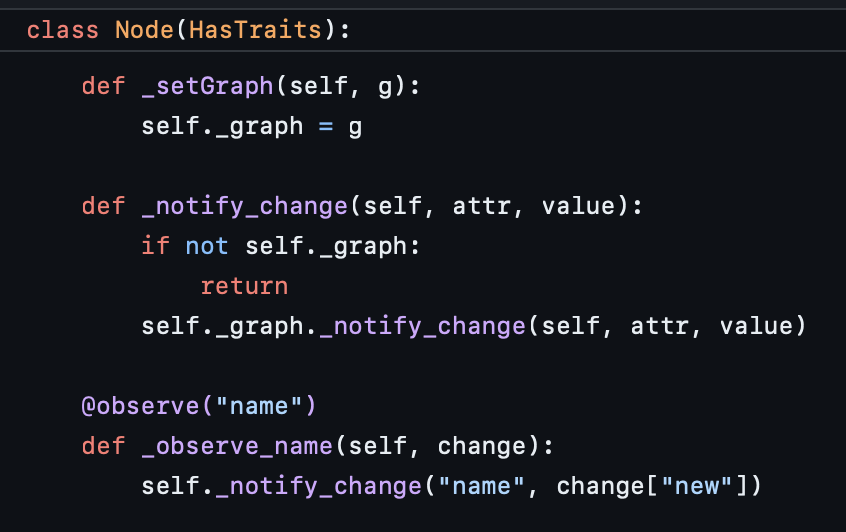 class Node(HasTraits):
    def _setGraph(self, g):
        self._graph = g
    def _notify_change(self, attr, value):
        if not self._graph:
            return
        self._graph._notify_change(self, attr, value)
    @observe("name")
    def _observe_name(self, change):
        self._notify_change("name", change["new"])